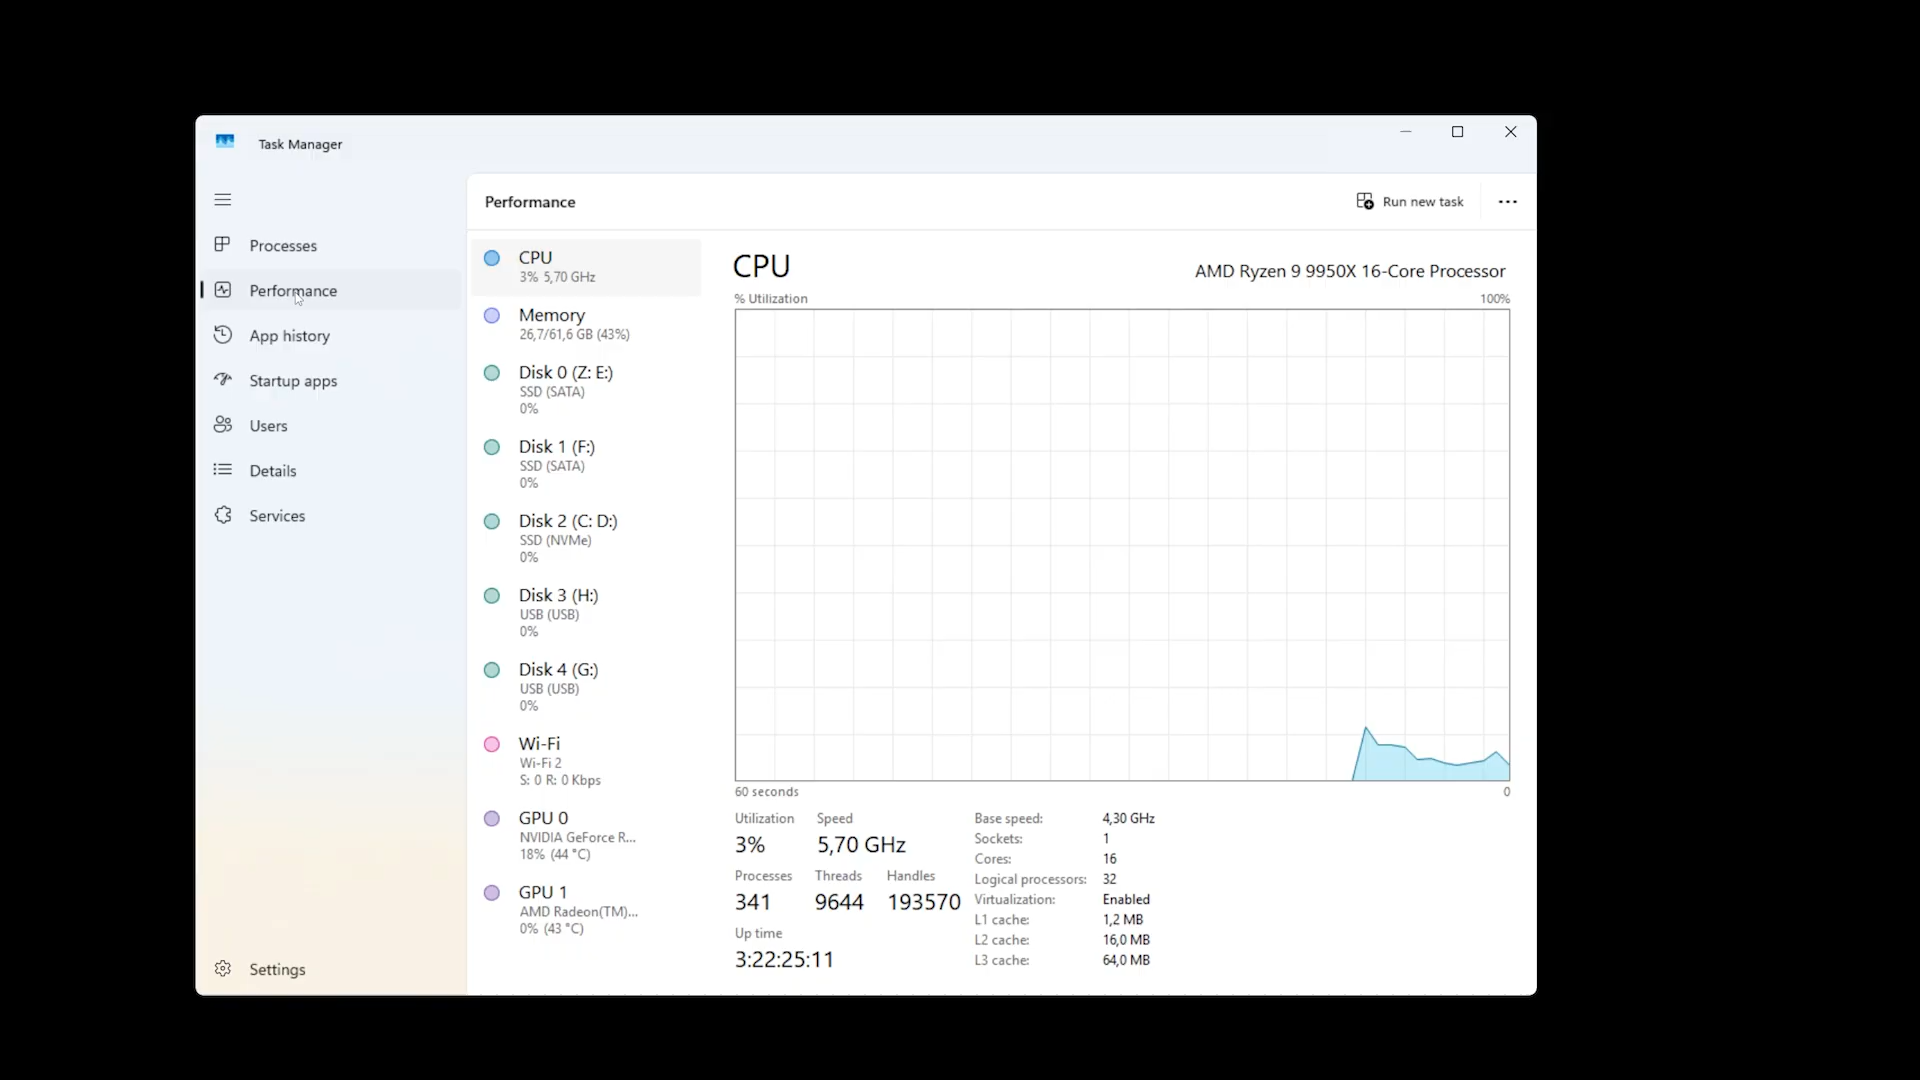 Task Manager
Processes
Performance
App history
Startup apps
Users
Details
Services
Settings
Performance
Run new task
CPU
3% 5,70 GHz
Memory
26,7/61,6 GB (43%)
Disk 0 (Z: E:)
SSD (SATA)
0%
Disk 1 (F:)
SSD (SATA)
0%
Disk 2 (C: D:)
SSD (NVMe)
0%
Disk 3 (H:)
USB (USB)
0%
Disk 4 (G:)
USB (USB)
0%
Wi-Fi
Wi-Fi 2
S: 0 R: 0 Kbps
GPU 0
NVIDIA GeForce R...
18% (44 °C)
GPU 1
AMD Radeon(TM)...
0% (43 °C)
CPU
AMD Ryzen 9 9950X 16-Core Processor
% Utilization
100%
60 seconds
0
Utilization Speed
3% 5,70 GHz
Processes Threads Handles
341 9644 193570
Up time
3:22:25:11
Base speed: 4,30 GHz
Sockets: 1
Cores: 16
Logical processors: 32
Virtualization: Enabled
L1 cache: 1,2 MB
L2 cache: 16,0 MB
L3 cache: 64,0 MB